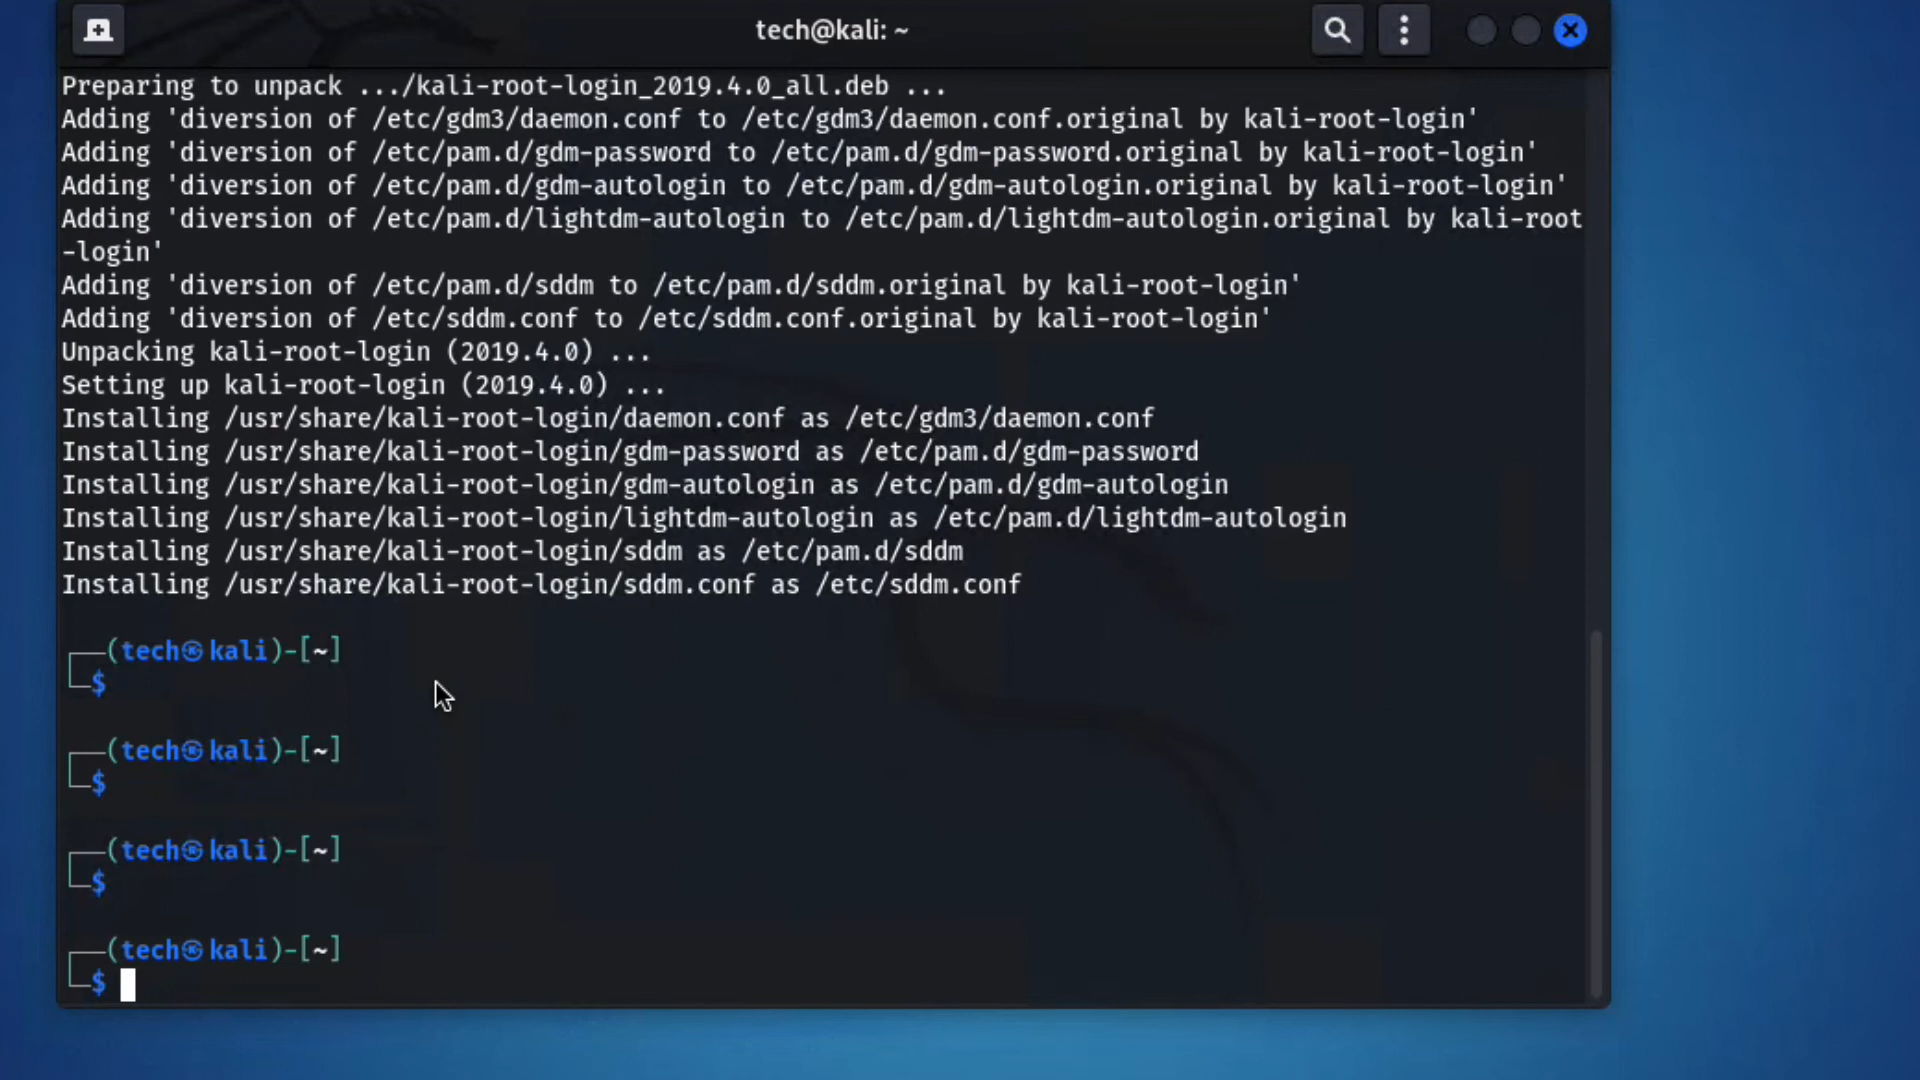 tech@kali: ~
Preparing to unpack .../kali-root-login_2019.4.0_all.deb ...
Adding 'diversion of /etc/gdm3/daemon.conf to /etc/gdm3/daemon.conf.original by kali-root-login'
Adding 'diversion of /etc/pam.d/gdm-password to /etc/pam.d/gdm-password.original by kali-root-login'
Adding 'diversion of /etc/pam.d/gdm-autologin to /etc/pam.d/gdm-autologin.original by kali-root-login'
Adding 'diversion of /etc/pam.d/lightdm-autologin to /etc/pam.d/lightdm-autologin.original by kali-root
-login'
Adding 'diversion of /etc/pam.d/sddm to /etc/pam.d/sddm.original by kali-root-login'
Adding 'diversion of /etc/sddm.conf to /etc/sddm.conf.original by kali-root-login'
Unpacking kali-root-login (2019.4.0) ...
Setting up kali-root-login (2019.4.0) ...
Installing /usr/share/kali-root-login/daemon.conf as /etc/gdm3/daemon.conf
Installing /usr/share/kali-root-login/gdm-password as /etc/pam.d/gdm-password
Installing /usr/share/kali-root-login/gdm-autologin as /etc/pam.d/gdm-autologin
Installing /usr/share/kali-root-login/lightdm-autologin as /etc/pam.d/lightdm-autologin
Installing /usr/share/kali-root-login/sddm as /etc/pam.d/sddm
Installing /usr/share/kali-root-login/sddm.conf as /etc/sddm.conf
┌──(tech㉿kali)-[~]
└─$
┌──(tech㉿kali)-[~]
└─$
┌──(tech㉿kali)-[~]
└─$
┌──(tech㉿kali)-[~]
└─$